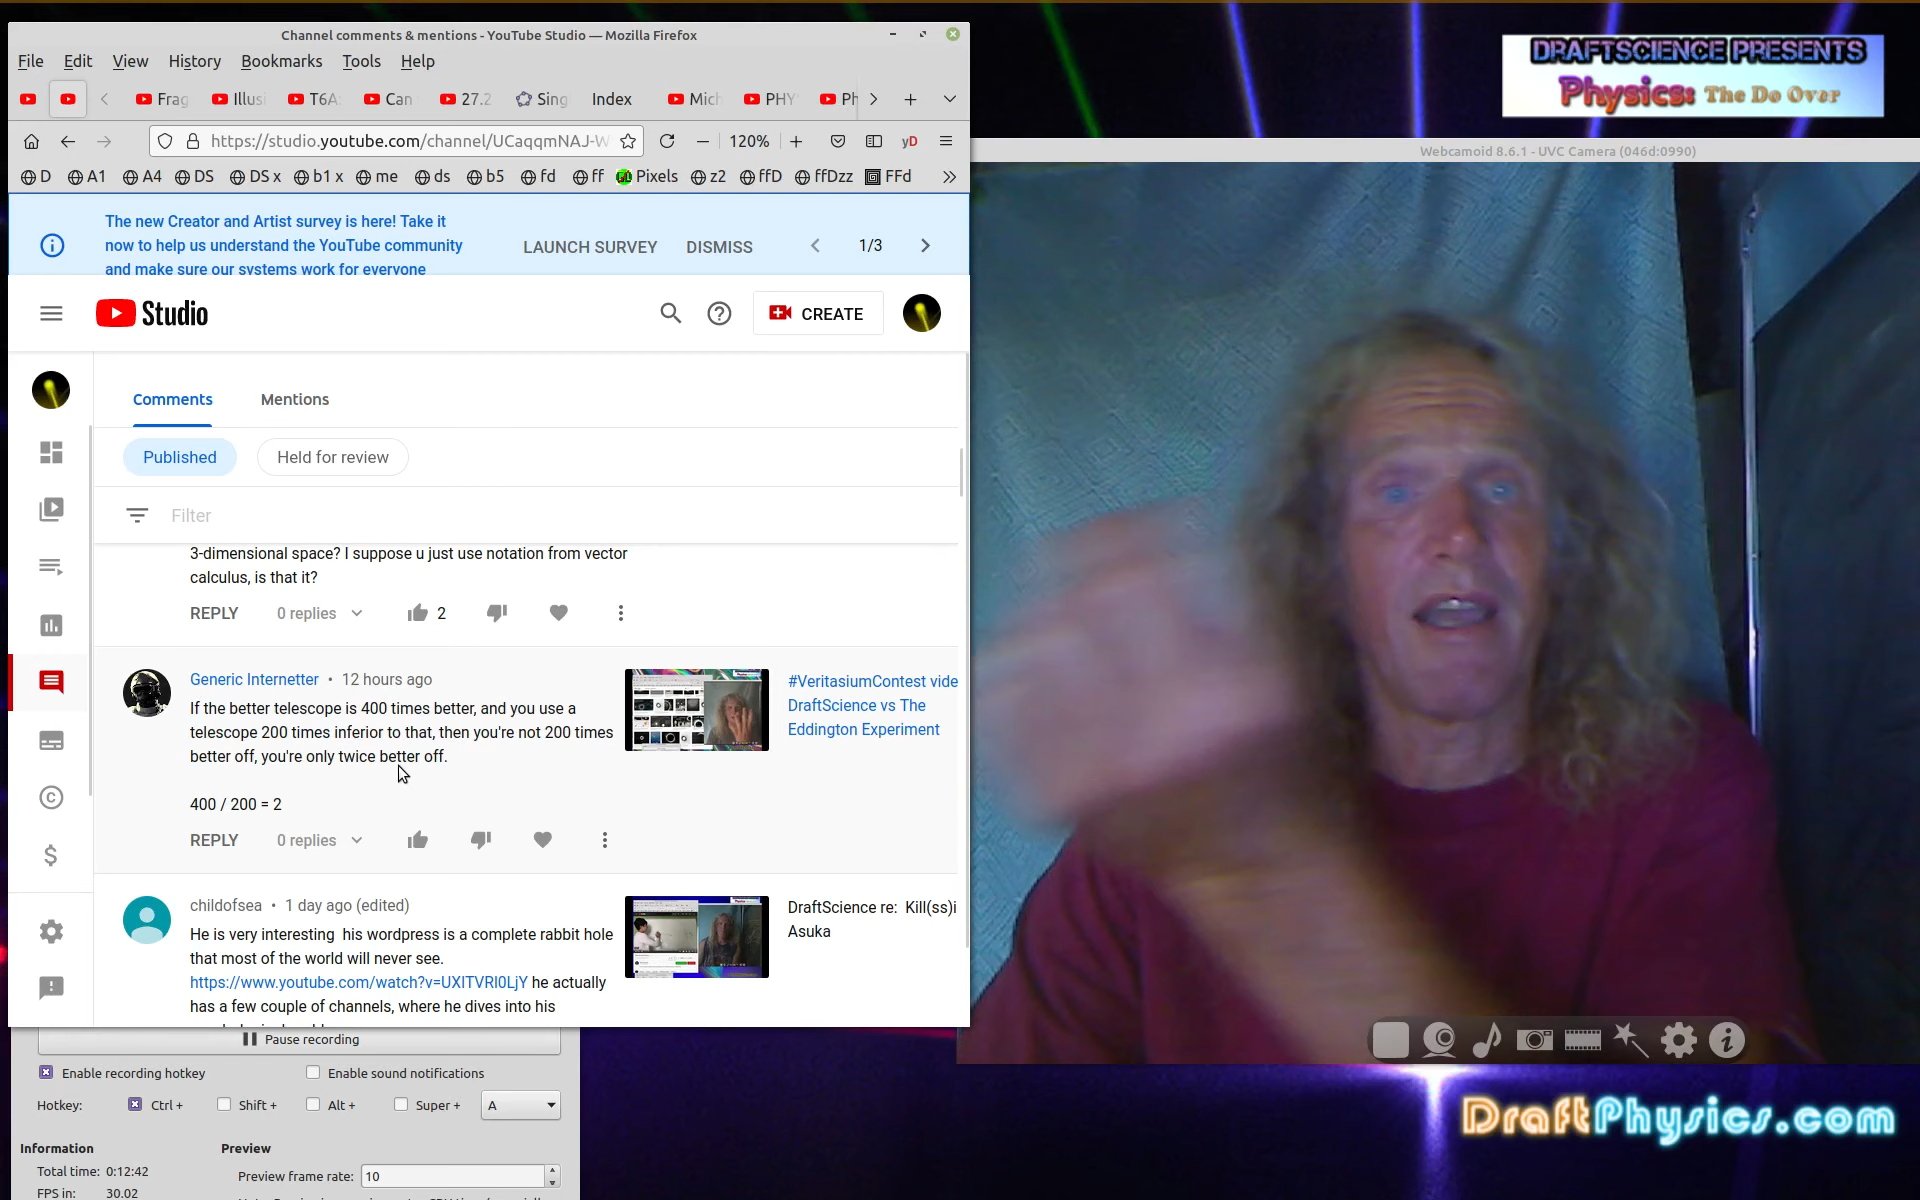 Channel comments & mentions - YouTube Studio — Mozilla Firefox
File Edit View History Bookmarks Tools Help
Frag Illus T6A: Can 27.2 Sing Index Mich PHY Ph
https://studio.youtube.com/channel/UCaqqmNAJ-W 120% yD
D A1 A4 DS DS x b1 x me ds b5 fd ff Pixels z2 ffD ffDzz FFd
The new Creator and Artist survey is here! Take it
now to help us understand the YouTube community
and make sure our systems work for everyone
LAUNCH SURVEY DISMISS 1/3
Studio CREATE
Comments Mentions
Published Held for review
Filter
3-dimensional space? I suppose u just use notation from vector
calculus, is that it?
REPLY 0 replies 2
Generic Internetter • 12 hours ago
If the better telescope is 400 times better, and you use a
telescope 200 times inferior to that, then you're not 200 times
better off, you're only twice better off.
400 / 200 = 2
REPLY 0 replies
#VeritasiumContest vide
DraftScience vs The
Eddington Experiment
childofsea • 1 day ago (edited)
He is very interesting his wordpress is a complete rabbit hole
that most of the world will never see.
https://www.youtube.com/watch?v=UXITVRI0LjY he actually
has a few couple of channels, where he dives into his
DraftScience re: Kill(ss)i
Asuka
Pause recording
Enable recording hotkey Enable sound notifications
Hotkey: Ctrl + Shift + Alt + Super + A
Information Preview
Total time: 0:12:42
Preview frame rate: 10
FPS in: 30.02
DRAFTSCIENCE PRESENTS
Physics: The Do Over
Webcamoid 8.6.1 - UVC Camera (046d:0990)
DraftPhysics.com